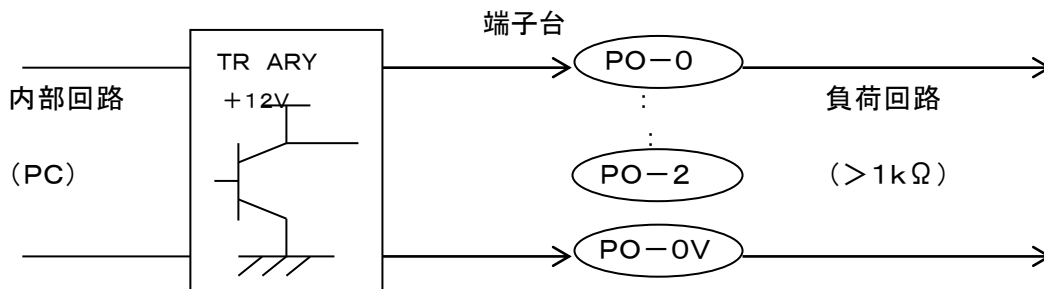 端子台
TR ARY
PO－0
内部回路
＋12V
：
負荷回路
：
（PC）
PO－2
（＞1kΩ）
PO－0V